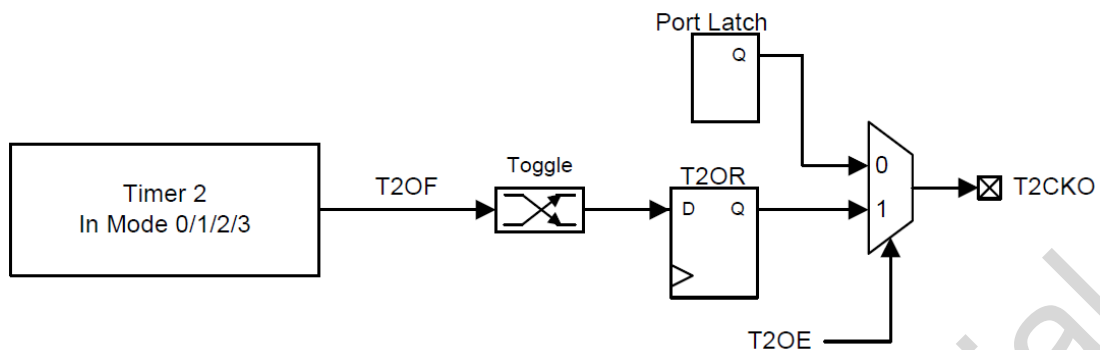 Port Latch
Q
Timer 2
In Mode 0/1/2/3
T2OF
Toggle
T2OR
D
Q
0
1
T2CKO
T2OE